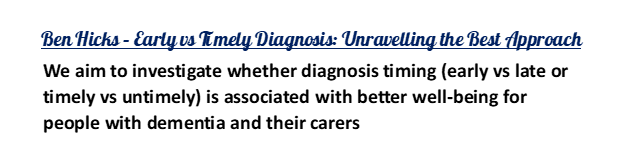 Ben Hicks – Early vs Timely Diagnosis: Unravelling the Best Approach
We aim to investigate whether diagnosis timing (early vs late or
timely vs untimely) is associated with better well-being for
people with dementia and their carers